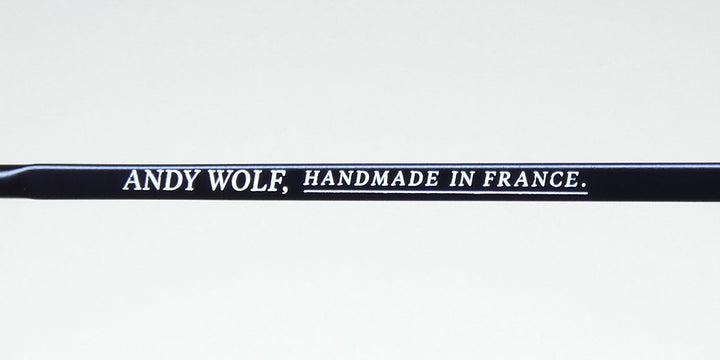 ANDY WOLF, HANDMADE IN FRANCE.